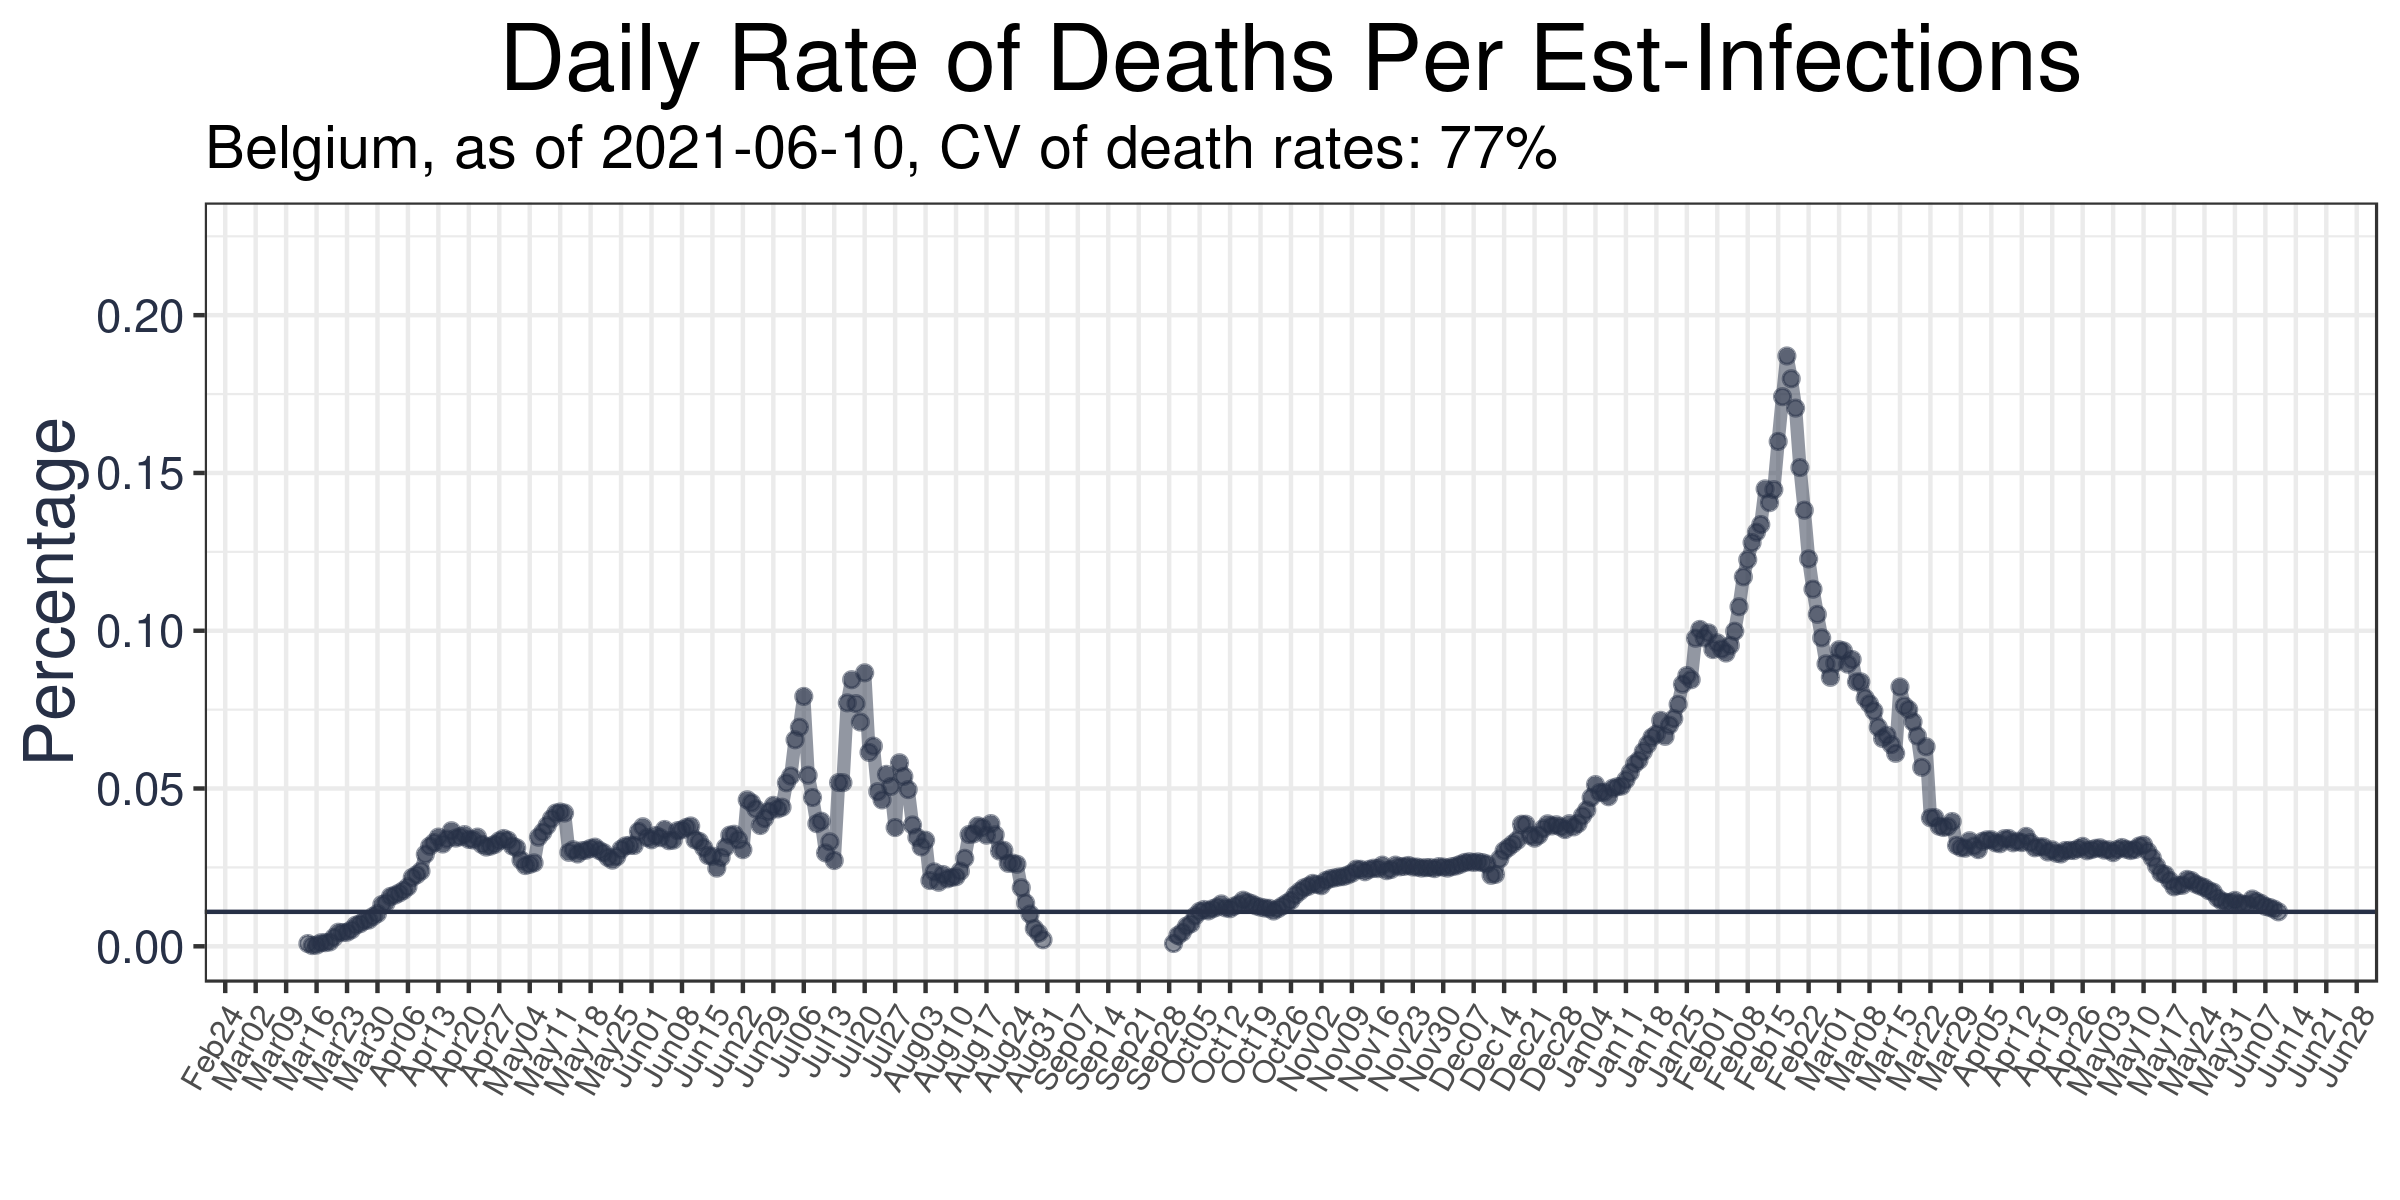 Daily Rate of Deaths Per Est-Infections
Belgium, as of 2021-06-10, CV of death rates: 77%
Percentage
0.20
0.15
0.10
0.05
0.00
Feb24
Mar02
Mar09
Mar16
Mar23
Mar30
Apr06
Apr13
Apr20
Apr27
May04
May11
May18
May25
Jun01
Jun08
Jun15
Jun22
Jun29
Jul06
Jul13
Jul20
Jul27
Aug03
Aug10
Aug17
Aug24
Aug31
Sep07
Sep14
Sep21
Sep28
Oct05
Oct12
Oct19
Oct26
Nov02
Nov09
Nov16
Nov23
Nov30
Dec07
Dec14
Dec21
Dec28
Jan04
Jan11
Jan18
Jan25
Feb01
Feb08
Feb15
Feb22
Mar01
Mar08
Mar15
Mar22
Mar29
Apr05
Apr12
Apr19
Apr26
May03
May10
May17
May24
May31
Jun07
Jun14
Jun21
Jun28